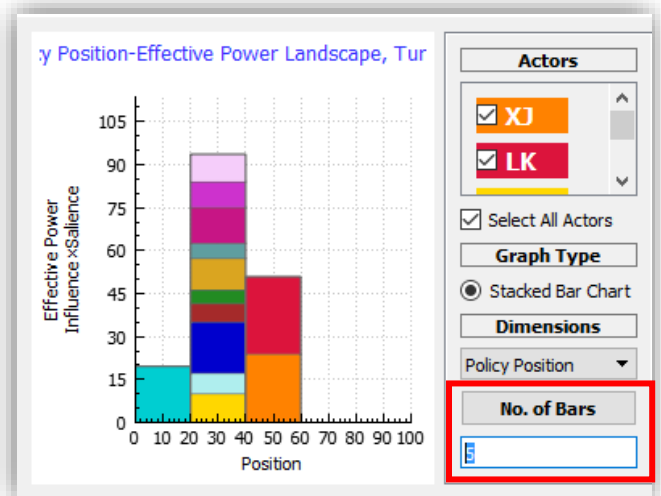 y Position-Effective Power Landscape, Tur
Effective Power
Influence ×Salience
105
90
75
60
45
30
15
0
0 10 20 30 40 50 60 70 80 90 100
Position
Actors
XJ
LK
Select All Actors
Graph Type
Stacked Bar Chart
Dimensions
Policy Position
No. of Bars
5